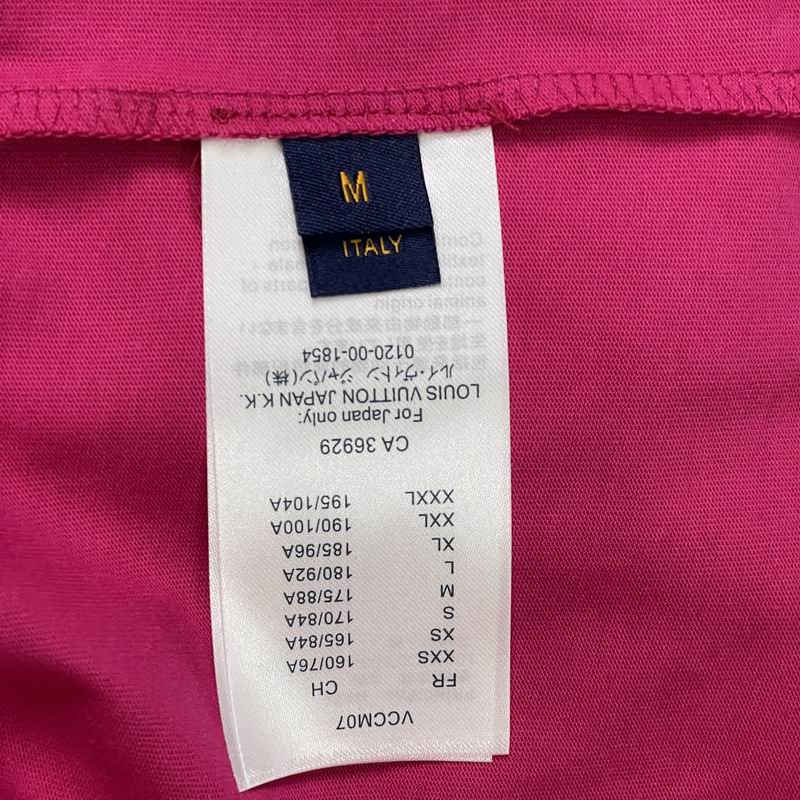 M
ITALY
VCCM07
FR CH
XXS 160/76A
XS 165/84A
S 170/84A
M 175/88A
L 180/92A
XL 185/96A
XXL 190/100A
XXXL 195/104A
CA 36929
For Japan only:
LOUIS VUITTON JAPAN K.K.
ルイ・ヴィトン ジャパン(株)
0120-00-1854